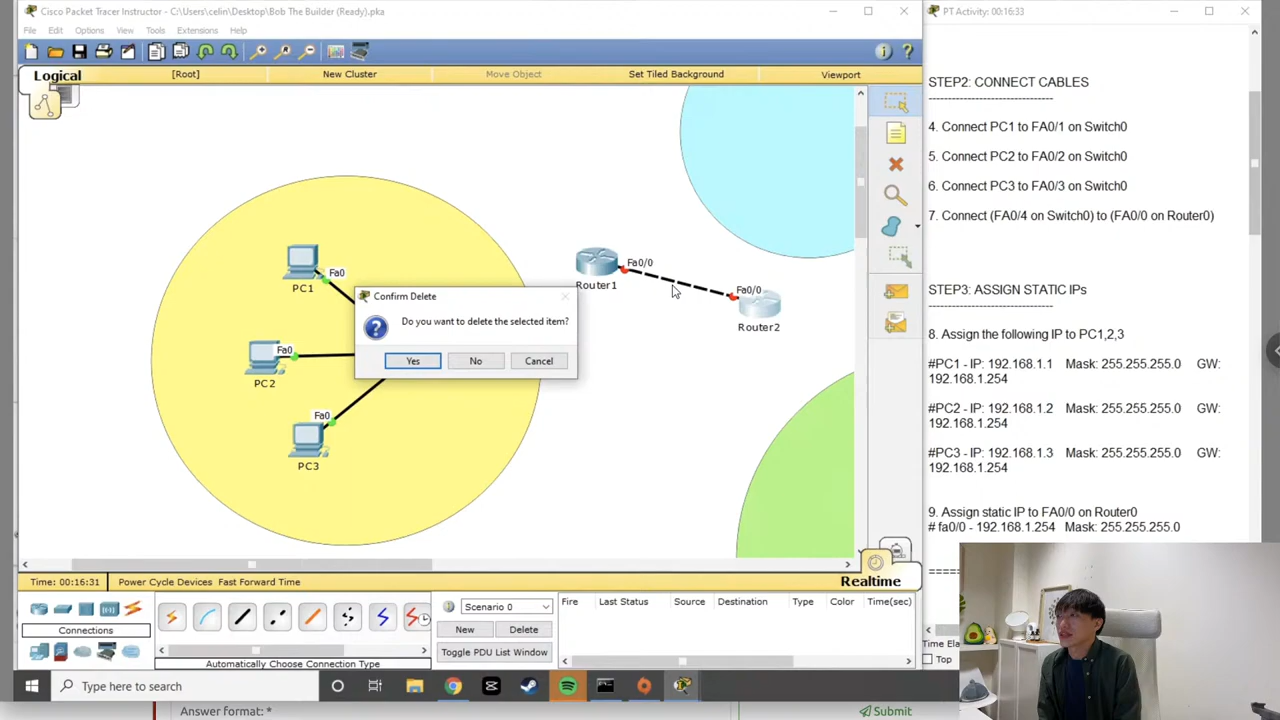 Cisco Packet Tracer Instructor - C:\Users\celin\Desktop\Bob The Builder (Ready).pka
File Edit Options View Tools Extensions Help
Logical [Root] New Cluster Move Object Set Tiled Background Viewport
PC1
Fa0
PC2
Fa0
PC3
Fa0
Router1
Fa0/0
Fa0/0
Router2
Confirm Delete
Do you want to delete the selected item?
Yes No Cancel
Time: 00:16:31 Power Cycle Devices Fast Forward Time Realtime
Connections
Automatically Choose Connection Type
Scenario 0
New Delete
Toggle PDU List Window
Fire Last Status Source Destination Type Color Time(sec)
PT Activity: 00:16:33
STEP2: CONNECT CABLES
-------------------------------
4. Connect PC1 to FA0/1 on Switch0
5. Connect PC2 to FA0/2 on Switch0
6. Connect PC3 to FA0/3 on Switch0
7. Connect (FA0/4 on Switch0) to (FA0/0 on Router0)
STEP3: ASSIGN STATIC IPs
-------------------------------
8. Assign the following IP to PC1,2,3
#PC1 - IP: 192.168.1.1 Mask: 255.255.255.0 GW:
192.168.1.254
#PC2 - IP: 192.168.1.2 Mask: 255.255.255.0 GW:
192.168.1.254
#PC3 - IP: 192.168.1.3 Mask: 255.255.255.0 GW:
192.168.1.254
9. Assign static IP to FA0/0 on Router0
# fa0/0 - 192.168.1.254 Mask: 255.255.255.0
Time Ela
Top
Type here to search
Answer format: *
Submit